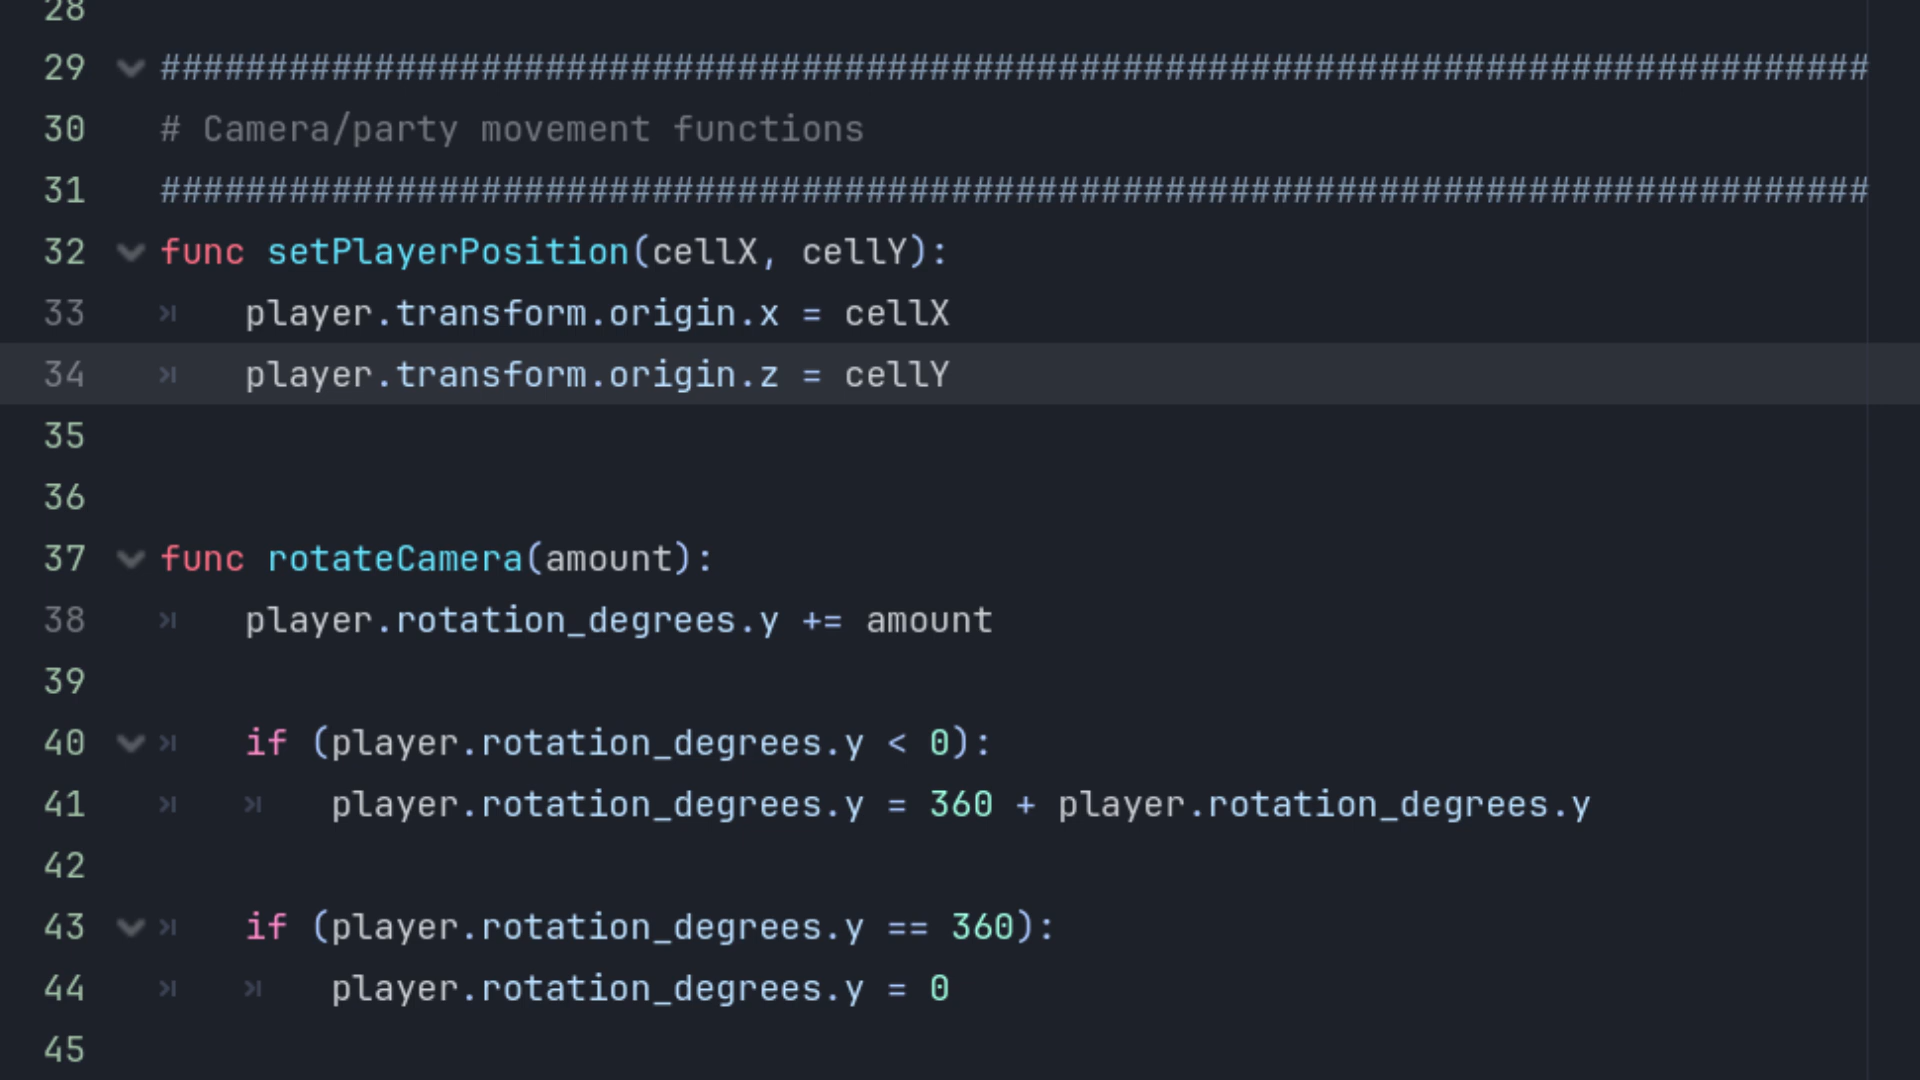 28
29 ################################################################################
30 # Camera/party movement functions
31 ################################################################################
32 func setPlayerPosition(cellX, cellY):
33 player.transform.origin.x = cellX
34 player.transform.origin.z = cellY
35
36
37 func rotateCamera(amount):
38 player.rotation_degrees.y += amount
39
40 if (player.rotation_degrees.y < 0):
41 player.rotation_degrees.y = 360 + player.rotation_degrees.y
42
43 if (player.rotation_degrees.y == 360):
44 player.rotation_degrees.y = 0
45